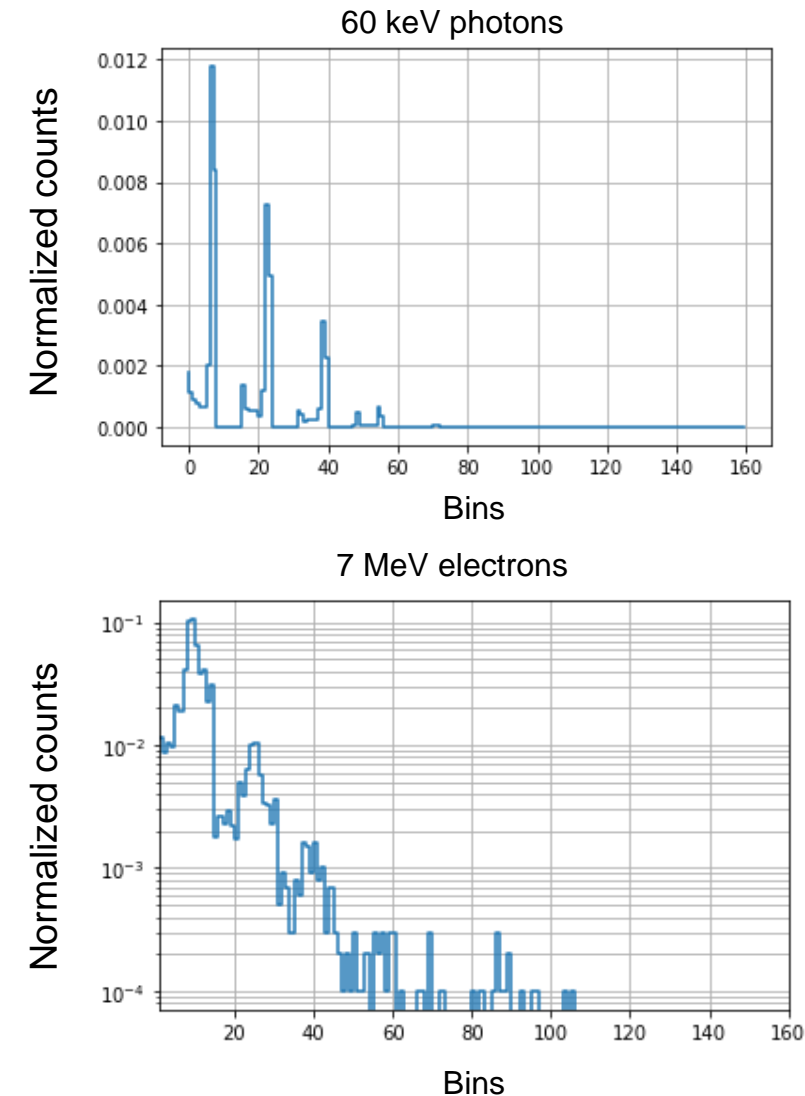 60 keV photons
Normalized counts
0.012
0.010
0.008
0.006
0.004
0.002
0.000
0 20 40 60 80 100 120 140 160
Bins
7 MeV electrons
Normalized counts
10⁻¹
10⁻²
10⁻³
10⁻⁴
20 40 60 80 100 120 140 160
Bins